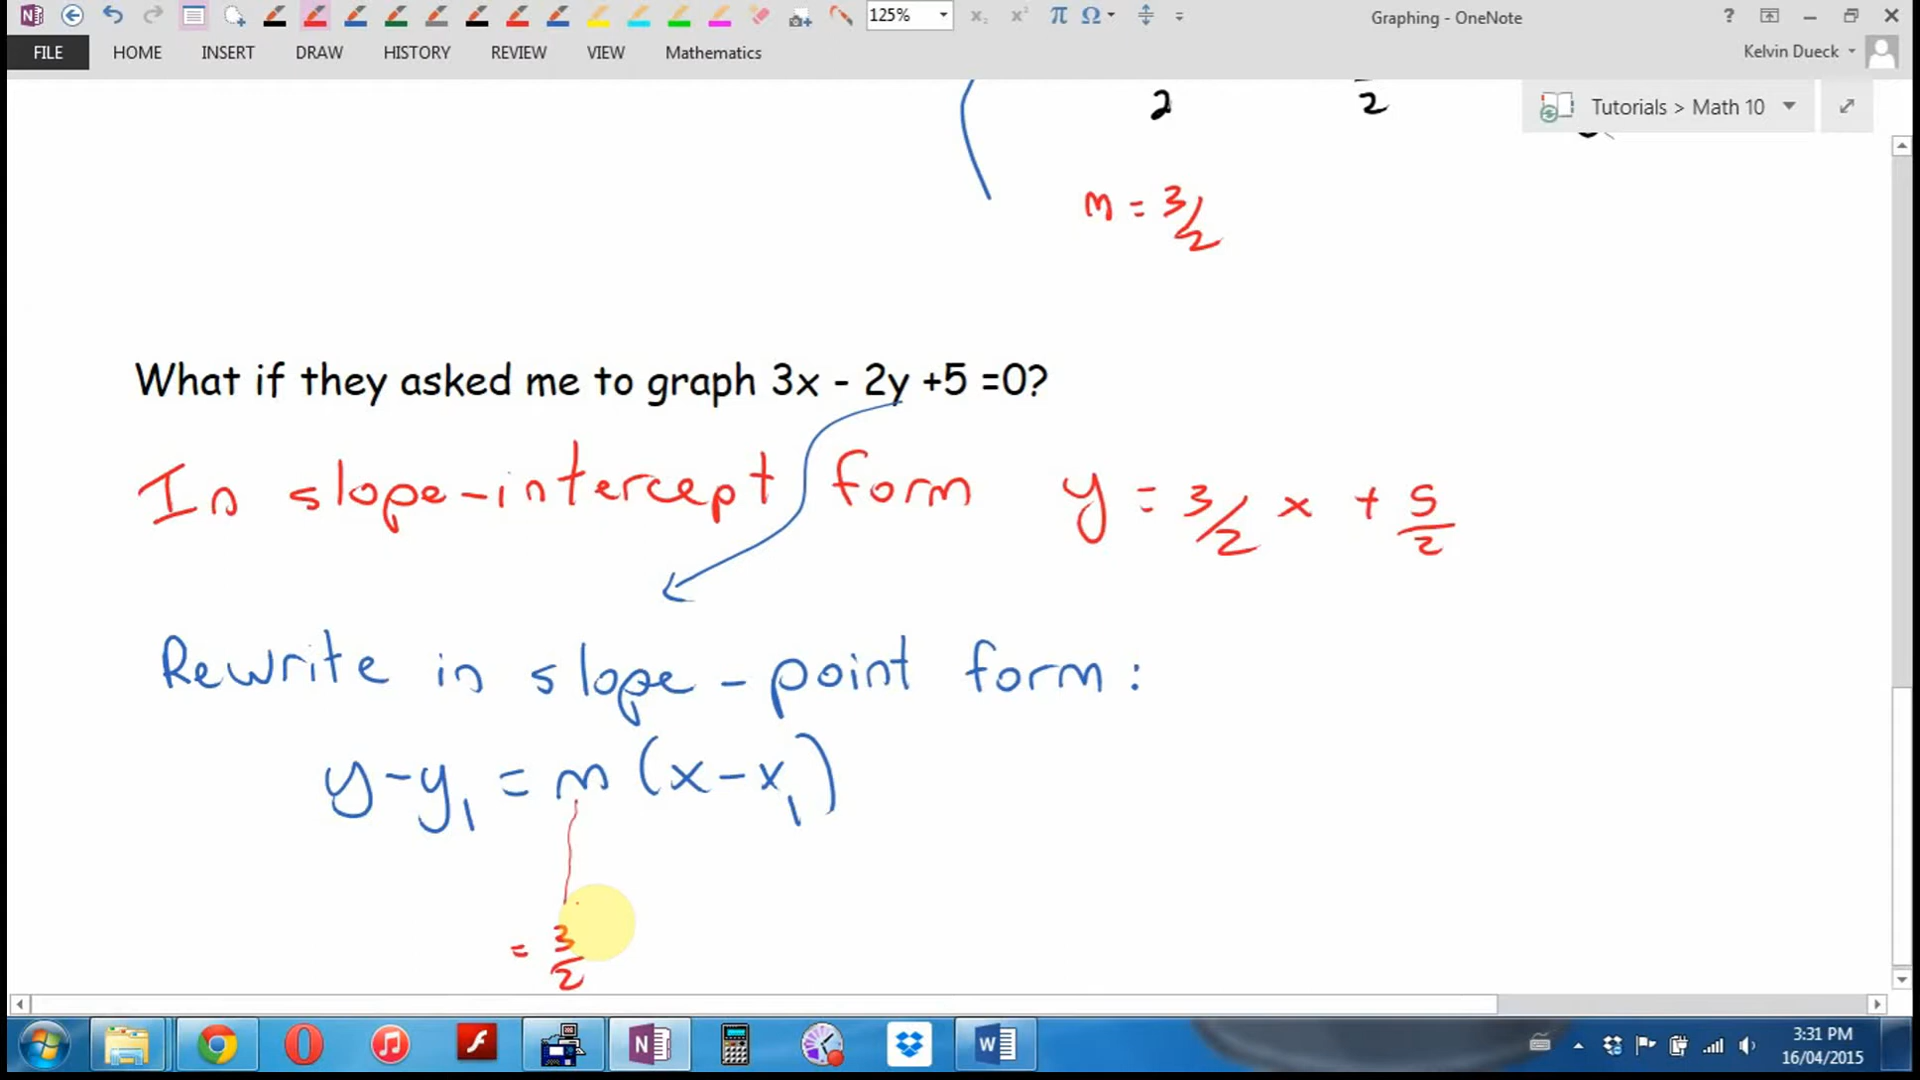 125%
x₂ x² π Ω
Graphing - OneNote
?
FILE HOME INSERT DRAW HISTORY REVIEW VIEW Mathematics
Kelvin Dueck
2 2
Tutorials > Math 10
m = 3/2
What if they asked me to graph 3x - 2y +5 =0?
In slope-intercept form y = 3/2 x + 5/2
Rewrite in slope-point form:
y-y₁ = m(x-x₁)
= 3/2
3:31 PM
16/04/2015